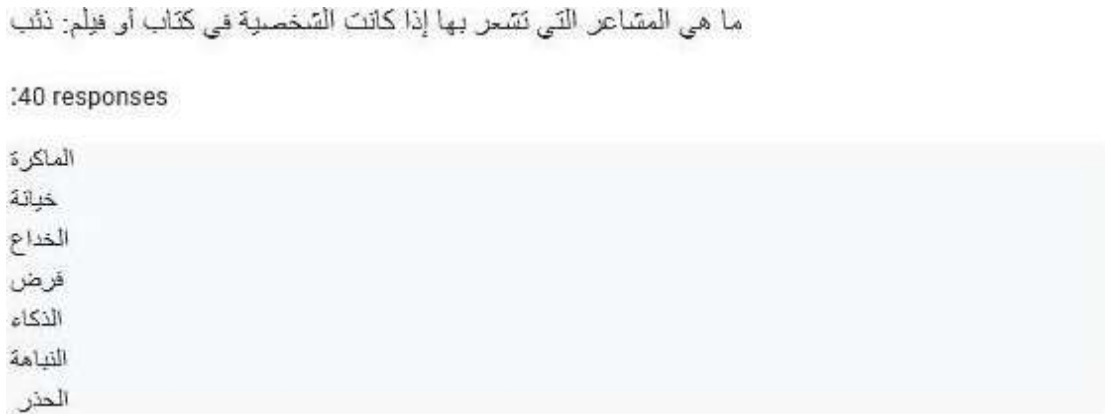 ما هي المشاعر التي تشعر بها إذا كانت الشخصية في كتاب أو فيلم: ذئب
:40 responses
الماكرة
خيانة
الخداع
فرض
الذكاء
النباهة
الحذر